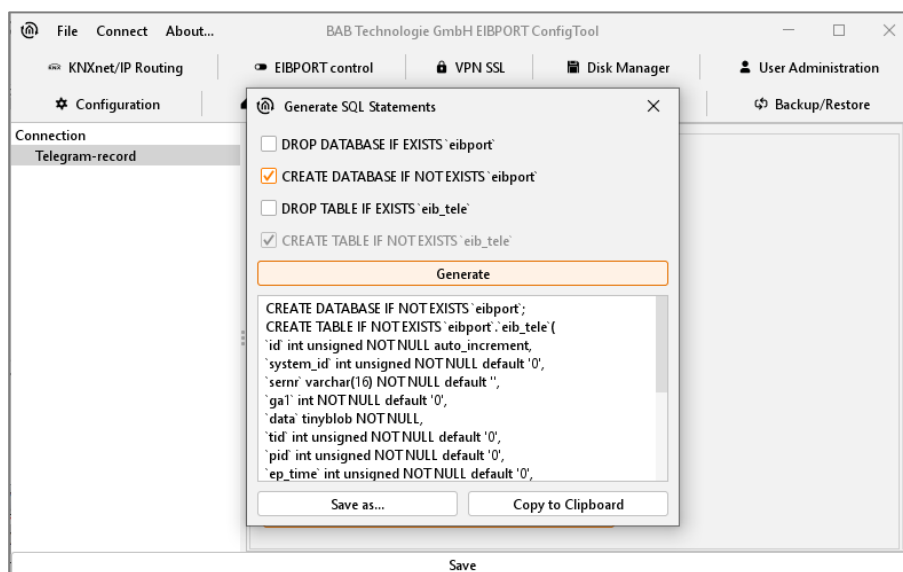 File Connect About... BAB Technologie GmbH EIBPORT ConfigTool
KNXnet/IP Routing EIBPORT control VPN SSL Disk Manager User Administration
Configuration Backup/Restore
Generate SQL Statements
Connection
Telegram-record
DROP DATABASE IF EXISTS `eibport`
CREATE DATABASE IF NOT EXISTS `eibport`
DROP TABLE IF EXISTS `eib_tele`
CREATE TABLE IF NOT EXISTS `eib_tele`
Generate
CREATE DATABASE IF NOT EXISTS `eibport`;
CREATE TABLE IF NOT EXISTS `eibport`.`eib_tele`(
`id` int unsigned NOT NULL auto_increment,
`system_id` int unsigned NOT NULL default '0',
`sernr` varchar(16) NOT NULL default '',
`ga1` int NOT NULL default '0',
`data` tinyblob NOT NULL,
`tid` int unsigned NOT NULL default '0',
`pid` int unsigned NOT NULL default '0',
`ep_time` int unsigned NOT NULL default '0',
Save as... Copy to Clipboard
Save